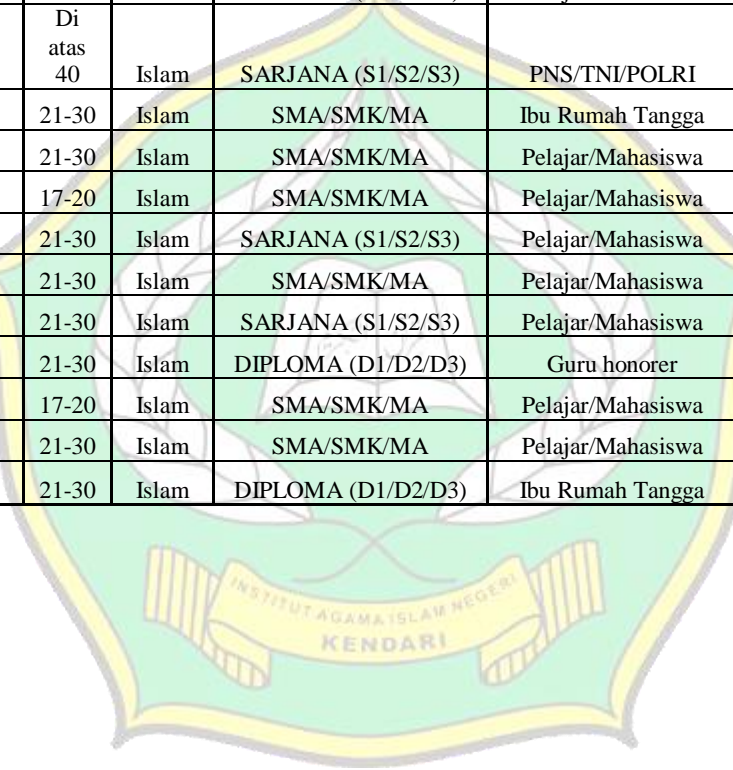 Di
atas
40 Islam SARJANA (S1/S2/S3) PNS/TNI/POLRI
21-30 Islam SMA/SMK/MA Ibu Rumah Tangga
21-30 Islam SMA/SMK/MA Pelajar/Mahasiswa
17-20 Islam SMA/SMK/MA Pelajar/Mahasiswa
21-30 Islam SARJANA (S1/S2/S3) Pelajar/Mahasiswa
21-30 Islam SMA/SMK/MA Pelajar/Mahasiswa
21-30 Islam SARJANA (S1/S2/S3) Pelajar/Mahasiswa
21-30 Islam DIPLOMA (D1/D2/D3) Guru honorer
17-20 Islam SMA/SMK/MA Pelajar/Mahasiswa
21-30 Islam SMA/SMK/MA Pelajar/Mahasiswa
21-30 Islam DIPLOMA (D1/D2/D3) Ibu Rumah Tangga
INSTITUT AGAMA ISLAM NEGERI
KENDARI